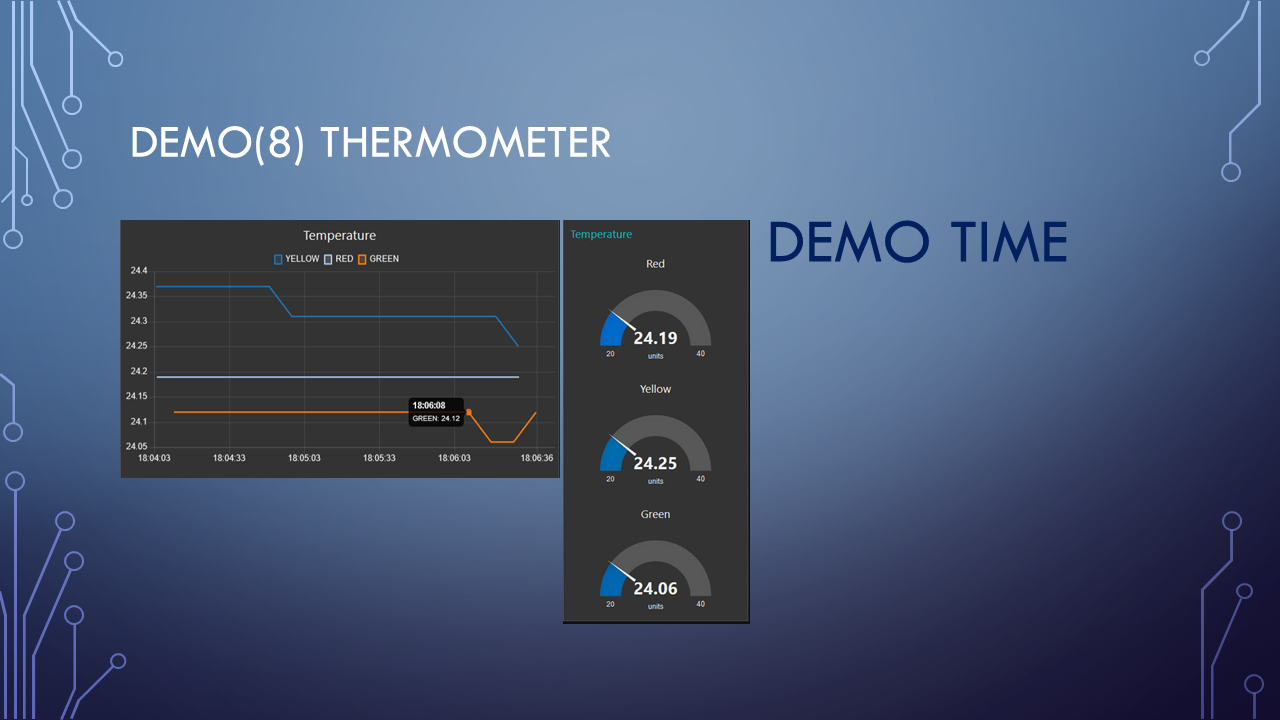 DEMO(8) THERMOMETER
Temperature
YELLOW RED GREEN
24.4
24.35
24.3
24.25
24.2
24.15
24.1
24.05
18:06:08
GREEN: 24.12
18:04:03 18:04:33 18:05:03 18:05:33 18:06:03 18:06:36
Temperature
Red
24.19
20 units 40
Yellow
24.25
20 units 40
Green
24.06
20 units 40
DEMO TIME